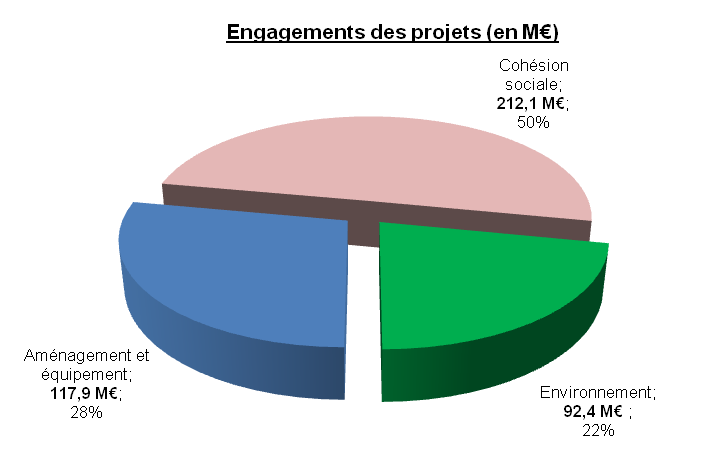 Engagements des projets (en M€)
Cohésion
sociale;
212,1 M€;
50%
Aménagement et
équipement;
117,9 M€;
28%
Environnement;
92,4 M€ ;
22%